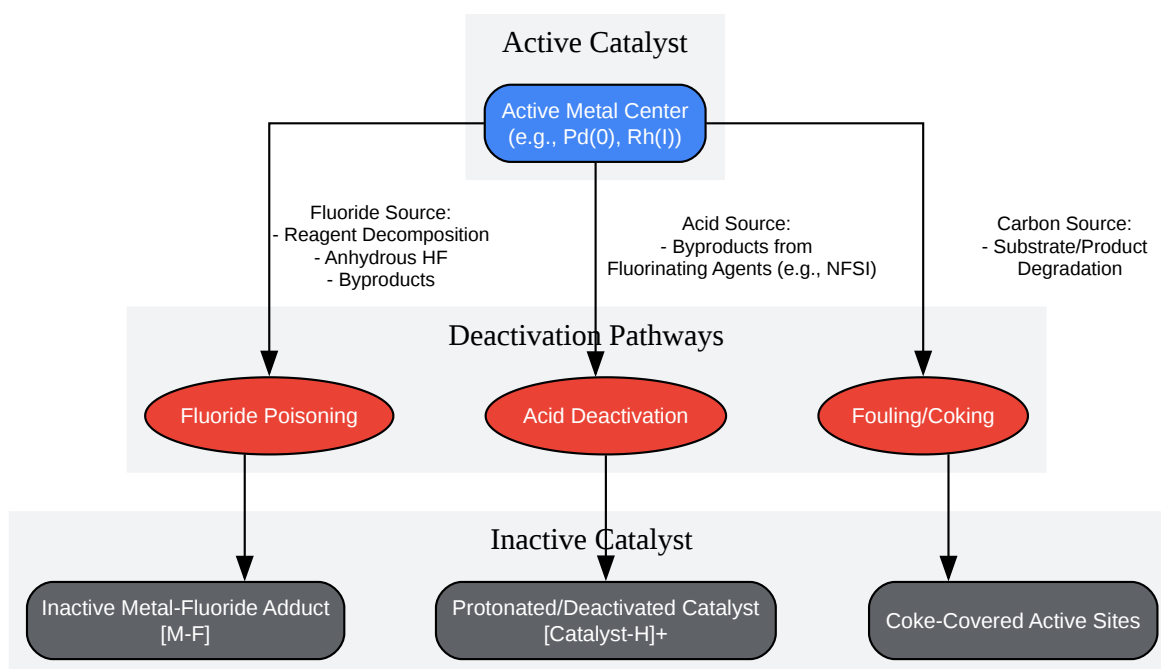 Active Catalyst
Active Metal Center
(e.g., Pd(0), Rh(I))
Fluoride Source:
- Reagent Decomposition
- Anhydrous HF
- Byproducts
Acid Source:
- Byproducts from
Fluorinating Agents (e.g., NFSI)
Carbon Source:
- Substrate/Product
Degradation
Deactivation Pathways
Fluoride Poisoning
Acid Deactivation
Fouling/Coking
Inactive Catalyst
Inactive Metal-Fluoride Adduct
[M-F]
Protonated/Deactivated Catalyst
[Catalyst-H]+
Coke-Covered Active Sites